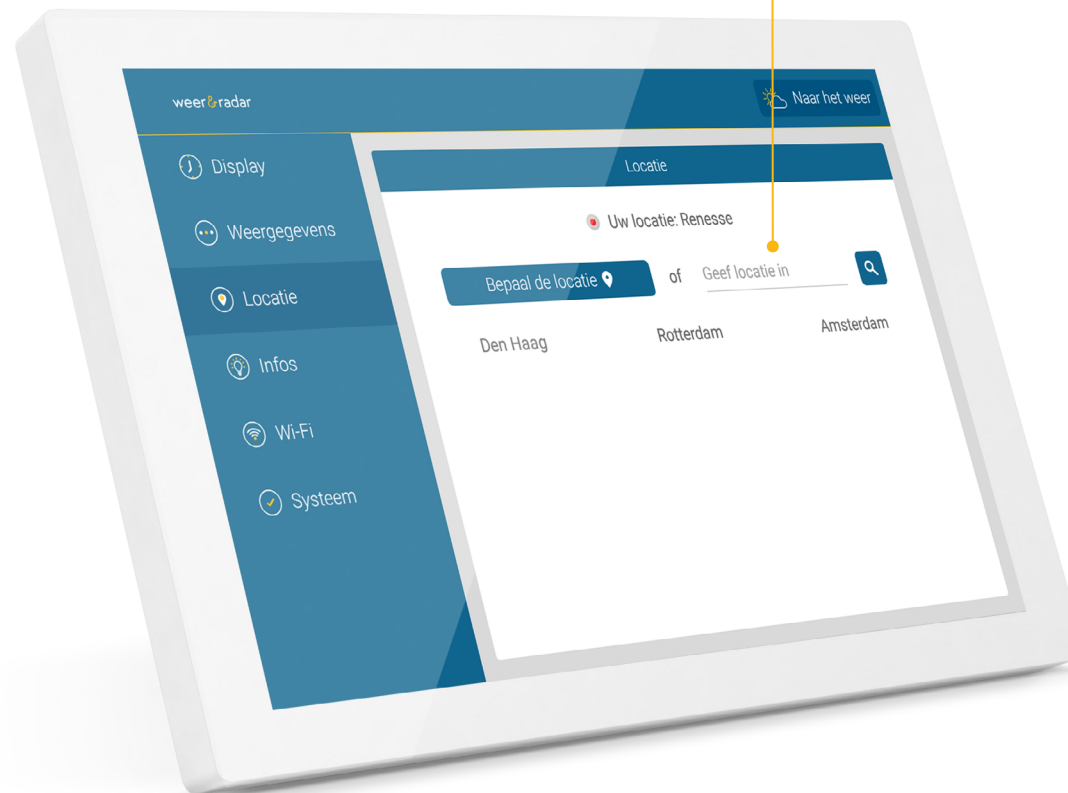 weer&radar
Naar het weer
Display
Weergegevens
Locatie
Infos
Wi-Fi
Systeem
Locatie
Uw locatie: Renesse
Bepaal de locatie of Geef locatie in
Den Haag Rotterdam Amsterdam